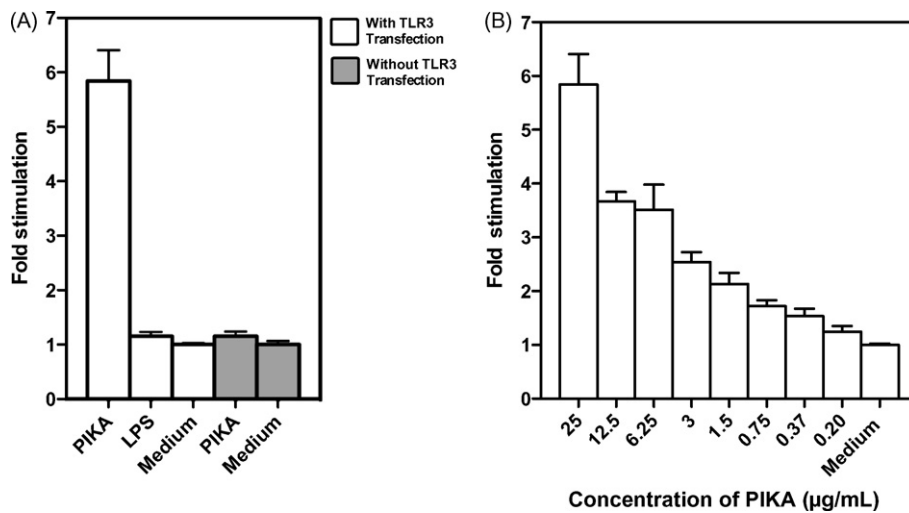 (A)
Fold stimulation
7
6
5
4
3
2
1
0
PIKA
LPS
Medium
PIKA
Medium
With TLR3
Transfection
Without TLR3
Transfection
(B)
Fold stimulation
7
6
5
4
3
2
1
0
25
12.5
6.25
3
1.5
0.75
0.37
0.20
Medium
Concentration of PIKA (µg/mL)